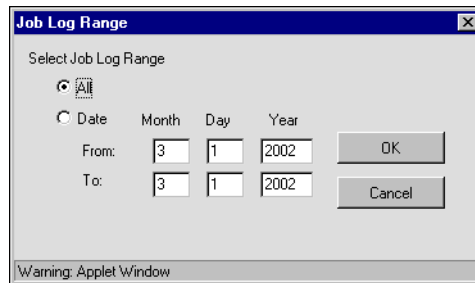 Job Log Range
Select Job Log Range
All
Date Month Day Year
From: 3 1 2002 OK
To: 3 1 2002 Cancel
Warning: Applet Window